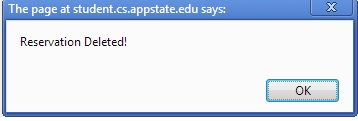 The page at student.cs.appstate.edu says:
Reservation Deleted!
OK